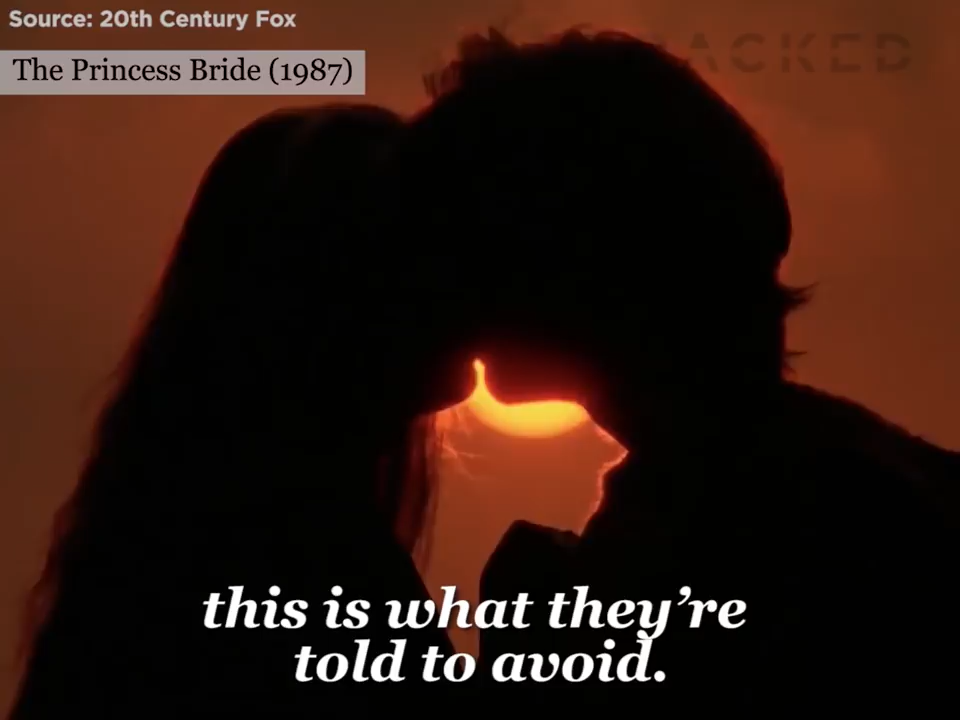 Source: 20th Century Fox
The Princess Bride (1987)
this is what they’re
told to avoid.